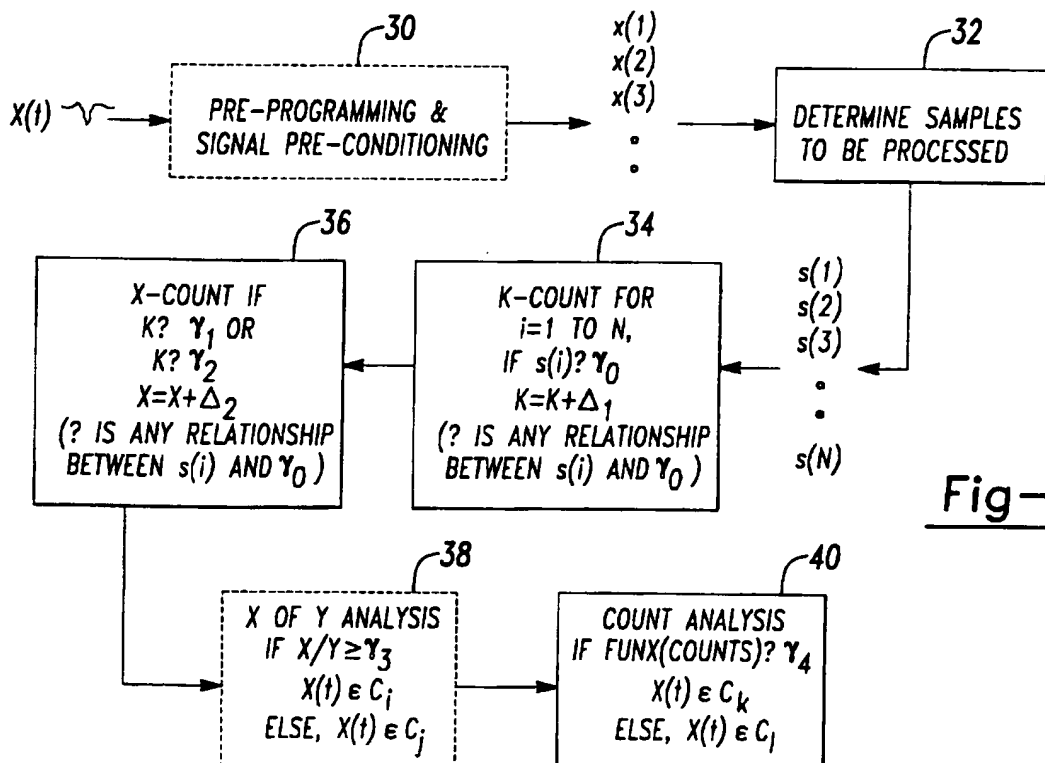 30
X(t)
PRE-PROGRAMMING &
SIGNAL PRE-CONDITIONING
x(1)
x(2)
x(3)
32
DETERMINE SAMPLES
TO BE PROCESSED
36
X-COUNT IF
K? γ1 OR
K? γ2
X=X+Δ2
(? IS ANY RELATIONSHIP
BETWEEN s(i) AND γ0)
34
K-COUNT FOR
i=1 TO N,
IF s(i)? γ0
K=K+Δ1
(? IS ANY RELATIONSHIP
BETWEEN s(i) AND γ0)
s(1)
s(2)
s(3)
s(N)
Fig-
38
X OF Y ANALYSIS
IF X/Y≥γ3
X(t) ε Ci
ELSE, X(t) ε Cj
40
COUNT ANALYSIS
IF FUNX(COUNTS)? γ4
X(t) ε Ck
ELSE, X(t) ε Cl